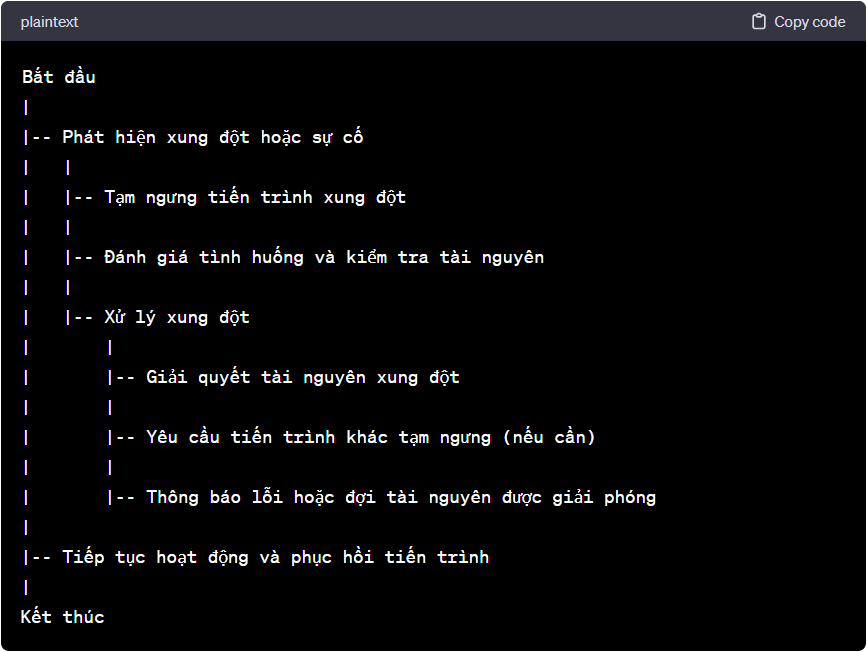 plaintext Copy code
Bắt đầu
|
|-- Phát hiện xung đột hoặc sự cố
|   |
|   |-- Tạm ngưng tiến trình xung đột
|   |
|   |-- Đánh giá tình huống và kiểm tra tài nguyên
|   |
|   |-- Xử lý xung đột
|       |
|       |-- Giải quyết tài nguyên xung đột
|       |
|       |-- Yêu cầu tiến trình khác tạm ngưng (nếu cần)
|       |
|       |-- Thông báo lỗi hoặc đợi tài nguyên được giải phóng
|
|-- Tiếp tục hoạt động và phục hồi tiến trình
|
Kết thúc